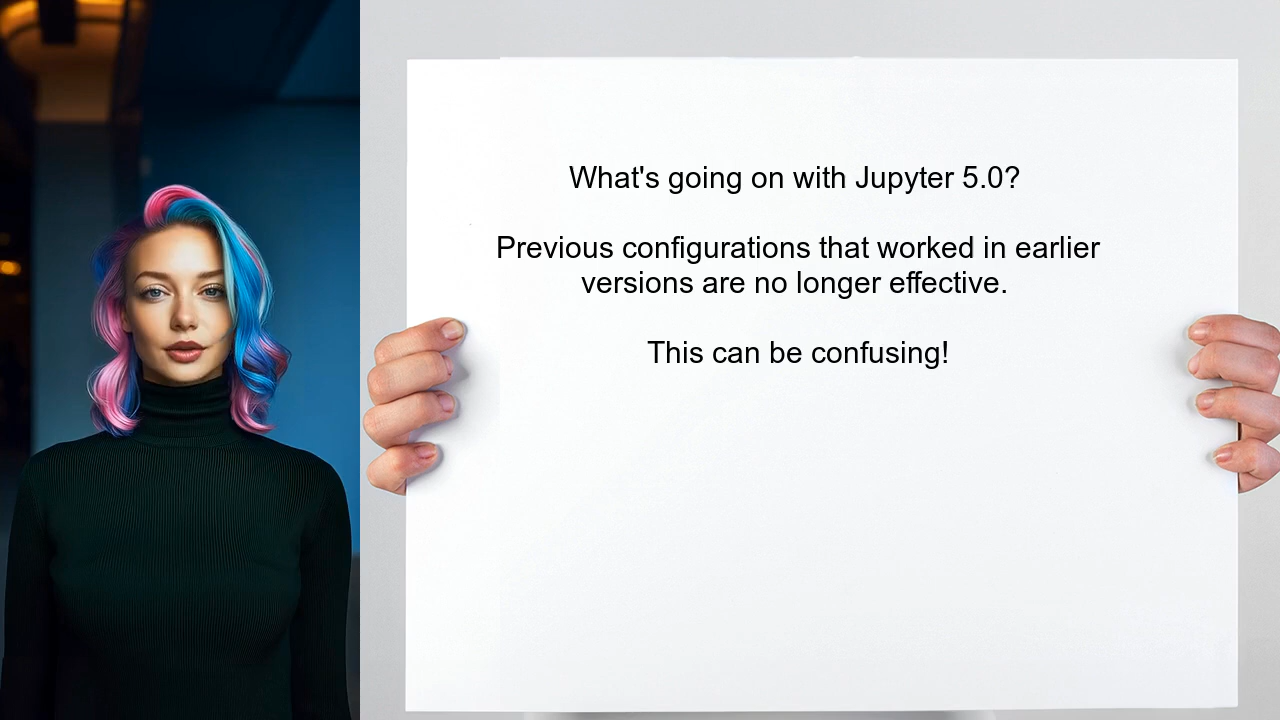 What's going on with Jupyter 5.0?
Previous configurations that worked in earlier
versions are no longer effective.
This can be confusing!